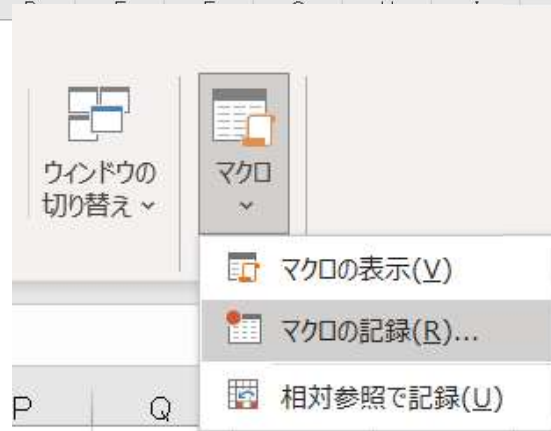 ウィンドウの
切り替え
マクロ
マクロの表示(V)
マクロの記録(R)...
相対参照で記録(U)
P
Q